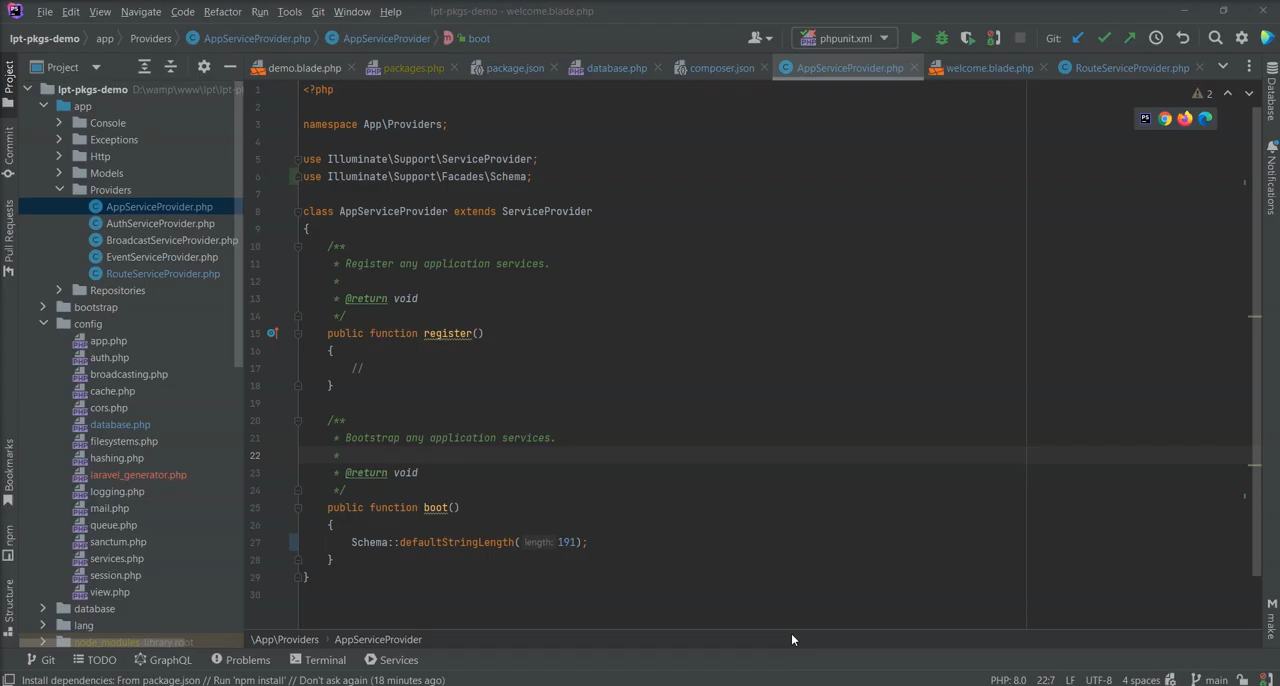 File Edit View Navigate Code Refactor Run Tools Git Window Help lpt-pkgs-demo - welcome.blade.php
lpt-pkgs-demo app Providers AppServiceProvider.php AppServiceProvider boot phpunit.xml Git:
Project demo.blade.php packages.php package.json database.php composer.json AppServiceProvider.php welcome.blade.php RouteServiceProvider.php
Project
Commit
Pull Requests
Bookmarks
npm
Structure
lpt-pkgs-demo D:\wamp\www\lpt\lpt-p
app
Console
Exceptions
Http
Models
Providers
AppServiceProvider.php
AuthServiceProvider.php
BroadcastServiceProvider.php
EventServiceProvider.php
RouteServiceProvider.php
Repositories
bootstrap
config
app.php
auth.php
broadcasting.php
cache.php
cors.php
database.php
filesystems.php
hashing.php
laravel_generator.php
logging.php
mail.php
queue.php
sanctum.php
services.php
session.php
view.php
database
lang
node_modules library root
2
1 <?php
2
3 namespace App\Providers;
4
5 use Illuminate\Support\ServiceProvider;
6 use Illuminate\Support\Facades\Schema;
7
8 class AppServiceProvider extends ServiceProvider
9 {
10 /**
11 * Register any application services.
12 *
13 * @return void
14 */
15 public function register()
16 {
17 //
18 }
19
20 /**
21 * Bootstrap any application services.
22 *
23 * @return void
24 */
25 public function boot()
26 {
27 Schema::defaultStringLength( length: 191);
28 }
29 }
30
Database
Notifications
make
\App\Providers AppServiceProvider
Git TODO GraphQL Problems Terminal Services
Install dependencies: From package.json // Run 'npm install' // Don't ask again (18 minutes ago) PHP: 8.0 22:7 LF UTF-8 4 spaces main